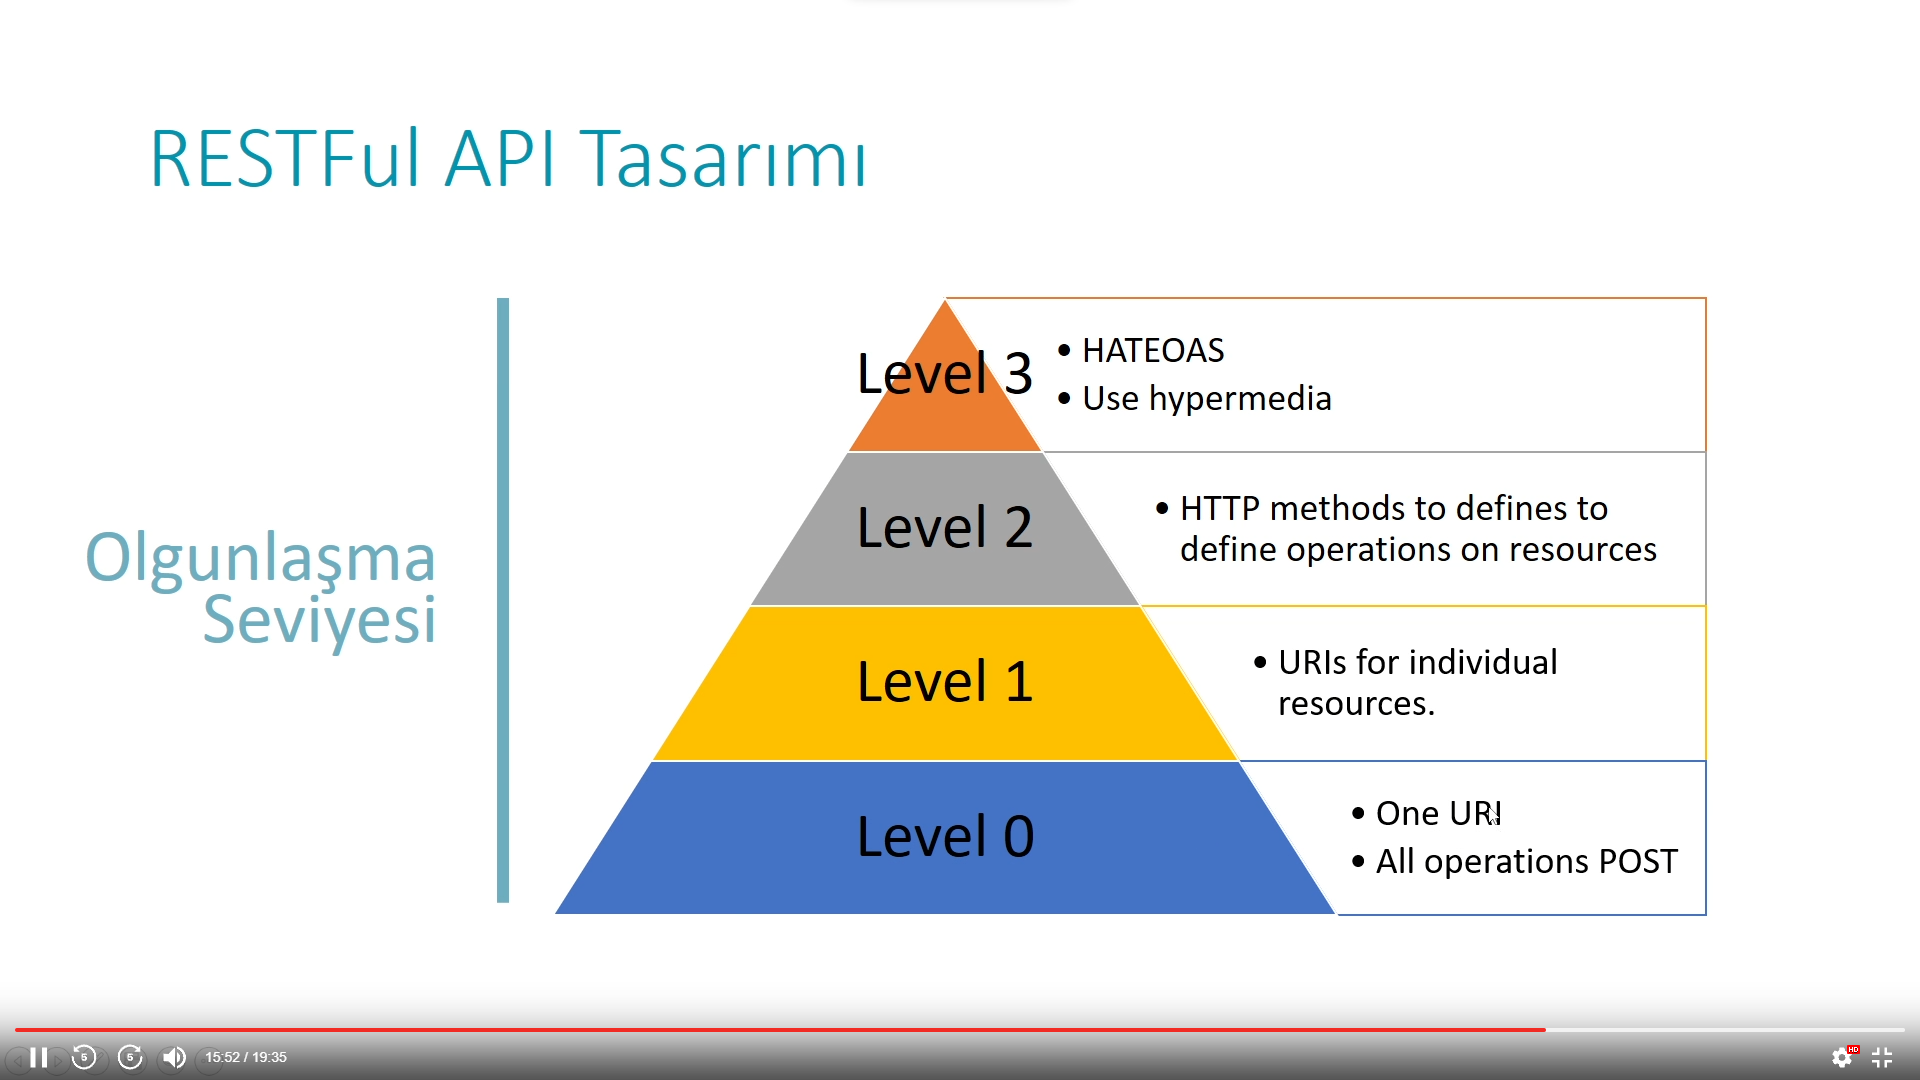 RESTFul API Tasarımı
Olgunlaşma
Seviyesi
Level 3
• HATEOAS
• Use hypermedia
Level 2
• HTTP methods to defines to
define operations on resources
Level 1
• URIs for individual
resources.
Level 0
• One URI
• All operations POST
5
5
15:52 / 19:35
HD